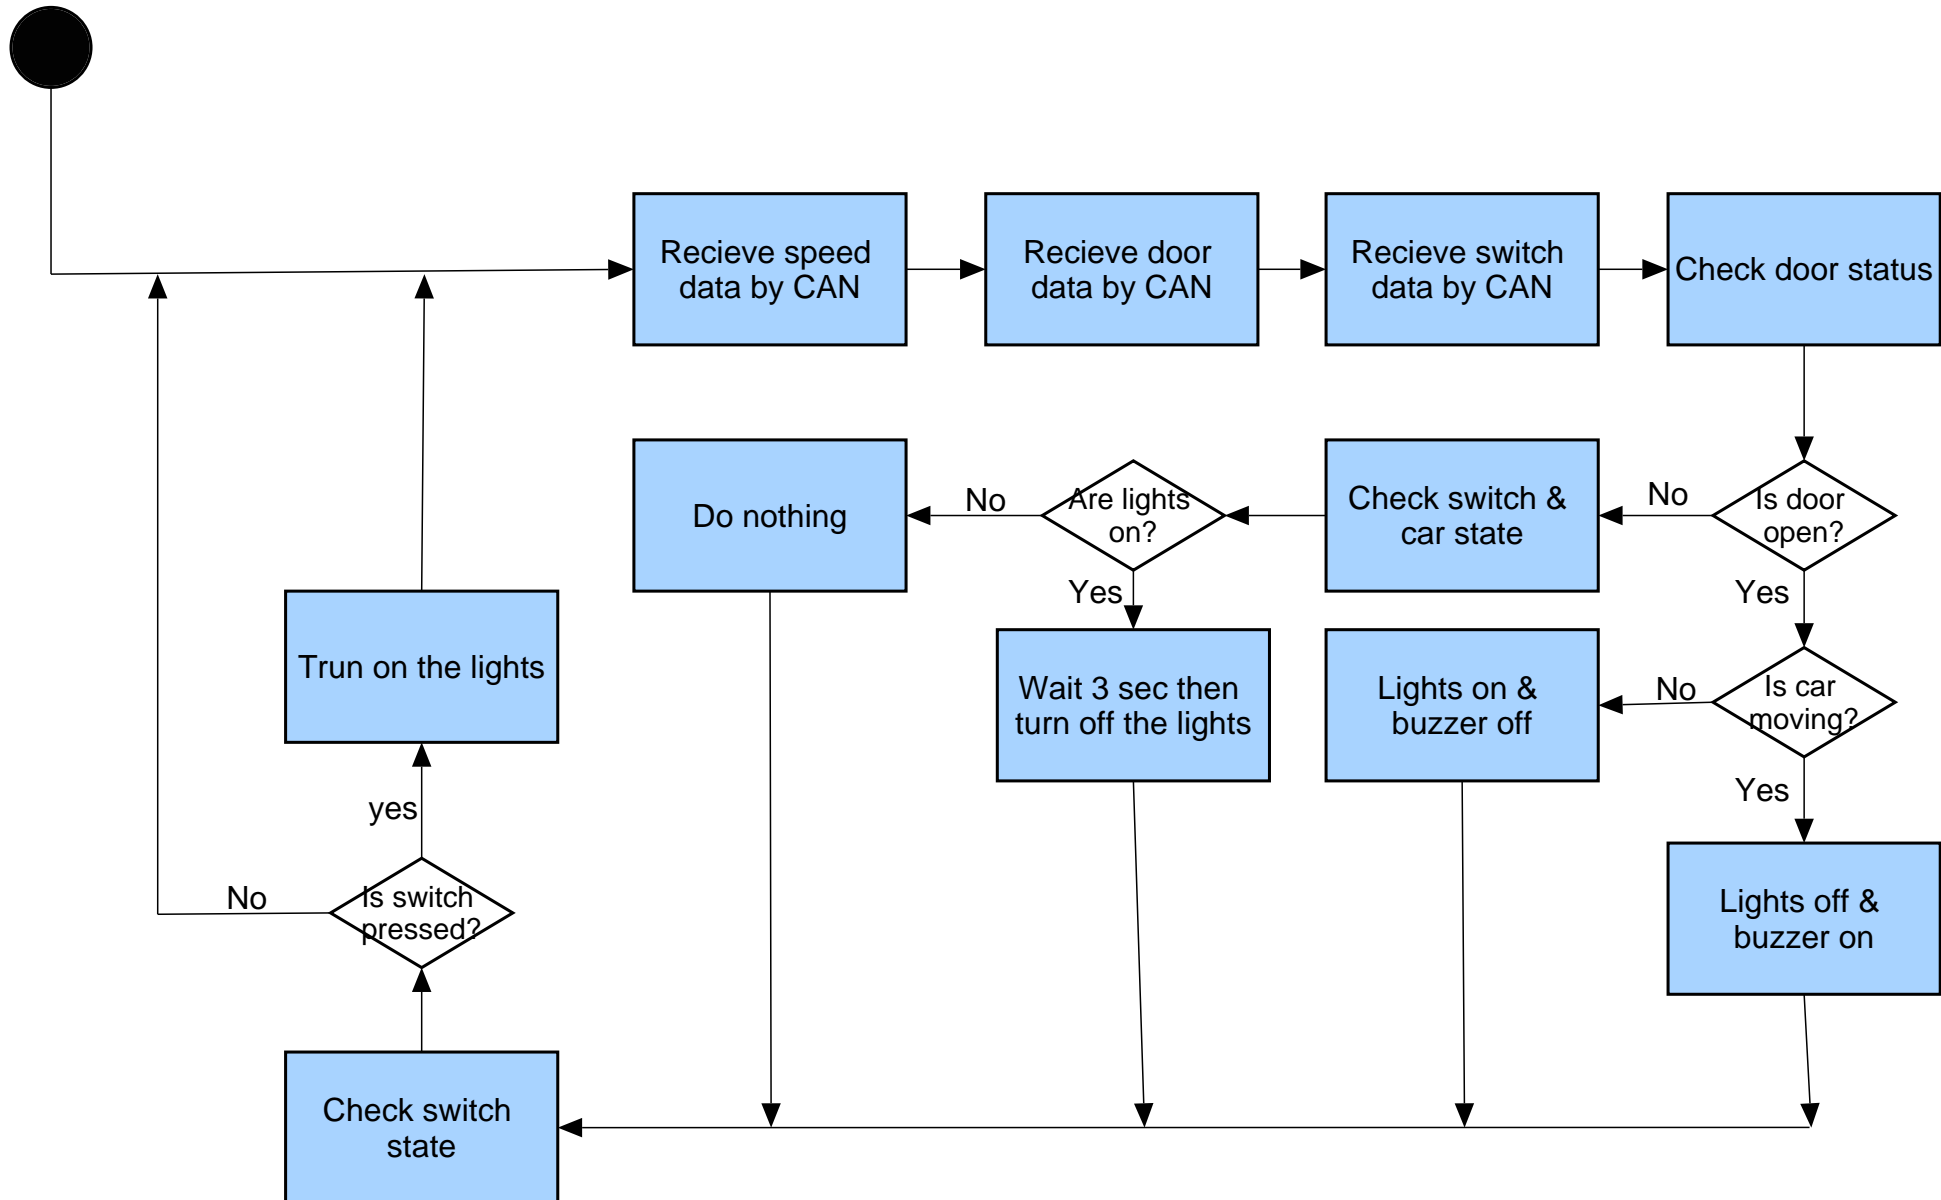 Recieve speed
data by CAN
Recieve door
data by CAN
Recieve switch
data by CAN
Check door status
Do nothing
No
Are lights
on?
Check switch &
car state
No
Is door
open?
Yes
Yes
Trun on the lights
Wait 3 sec then
turn off the lights
Lights on &
buzzer off
No
Is car
moving?
yes
Yes
No
Is switch
pressed?
Lights off &
buzzer on
Check switch
state